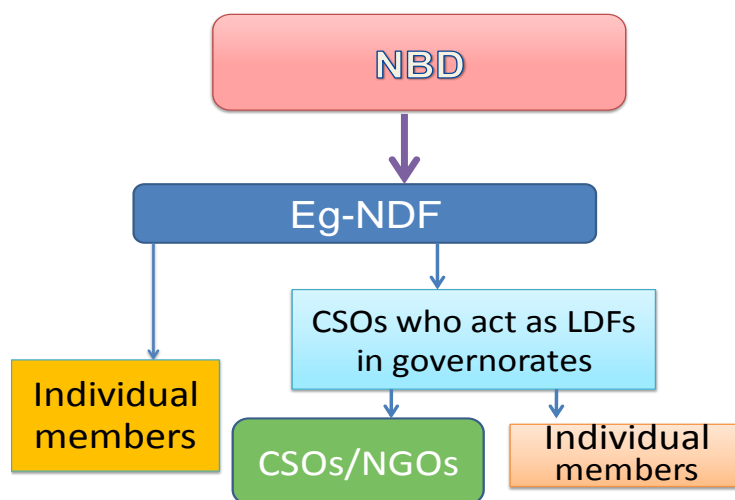 NBD
Eg-NDF
CSOs who act as LDFs
in governorates
Individual
members
CSOs/NGOs
Individual
members